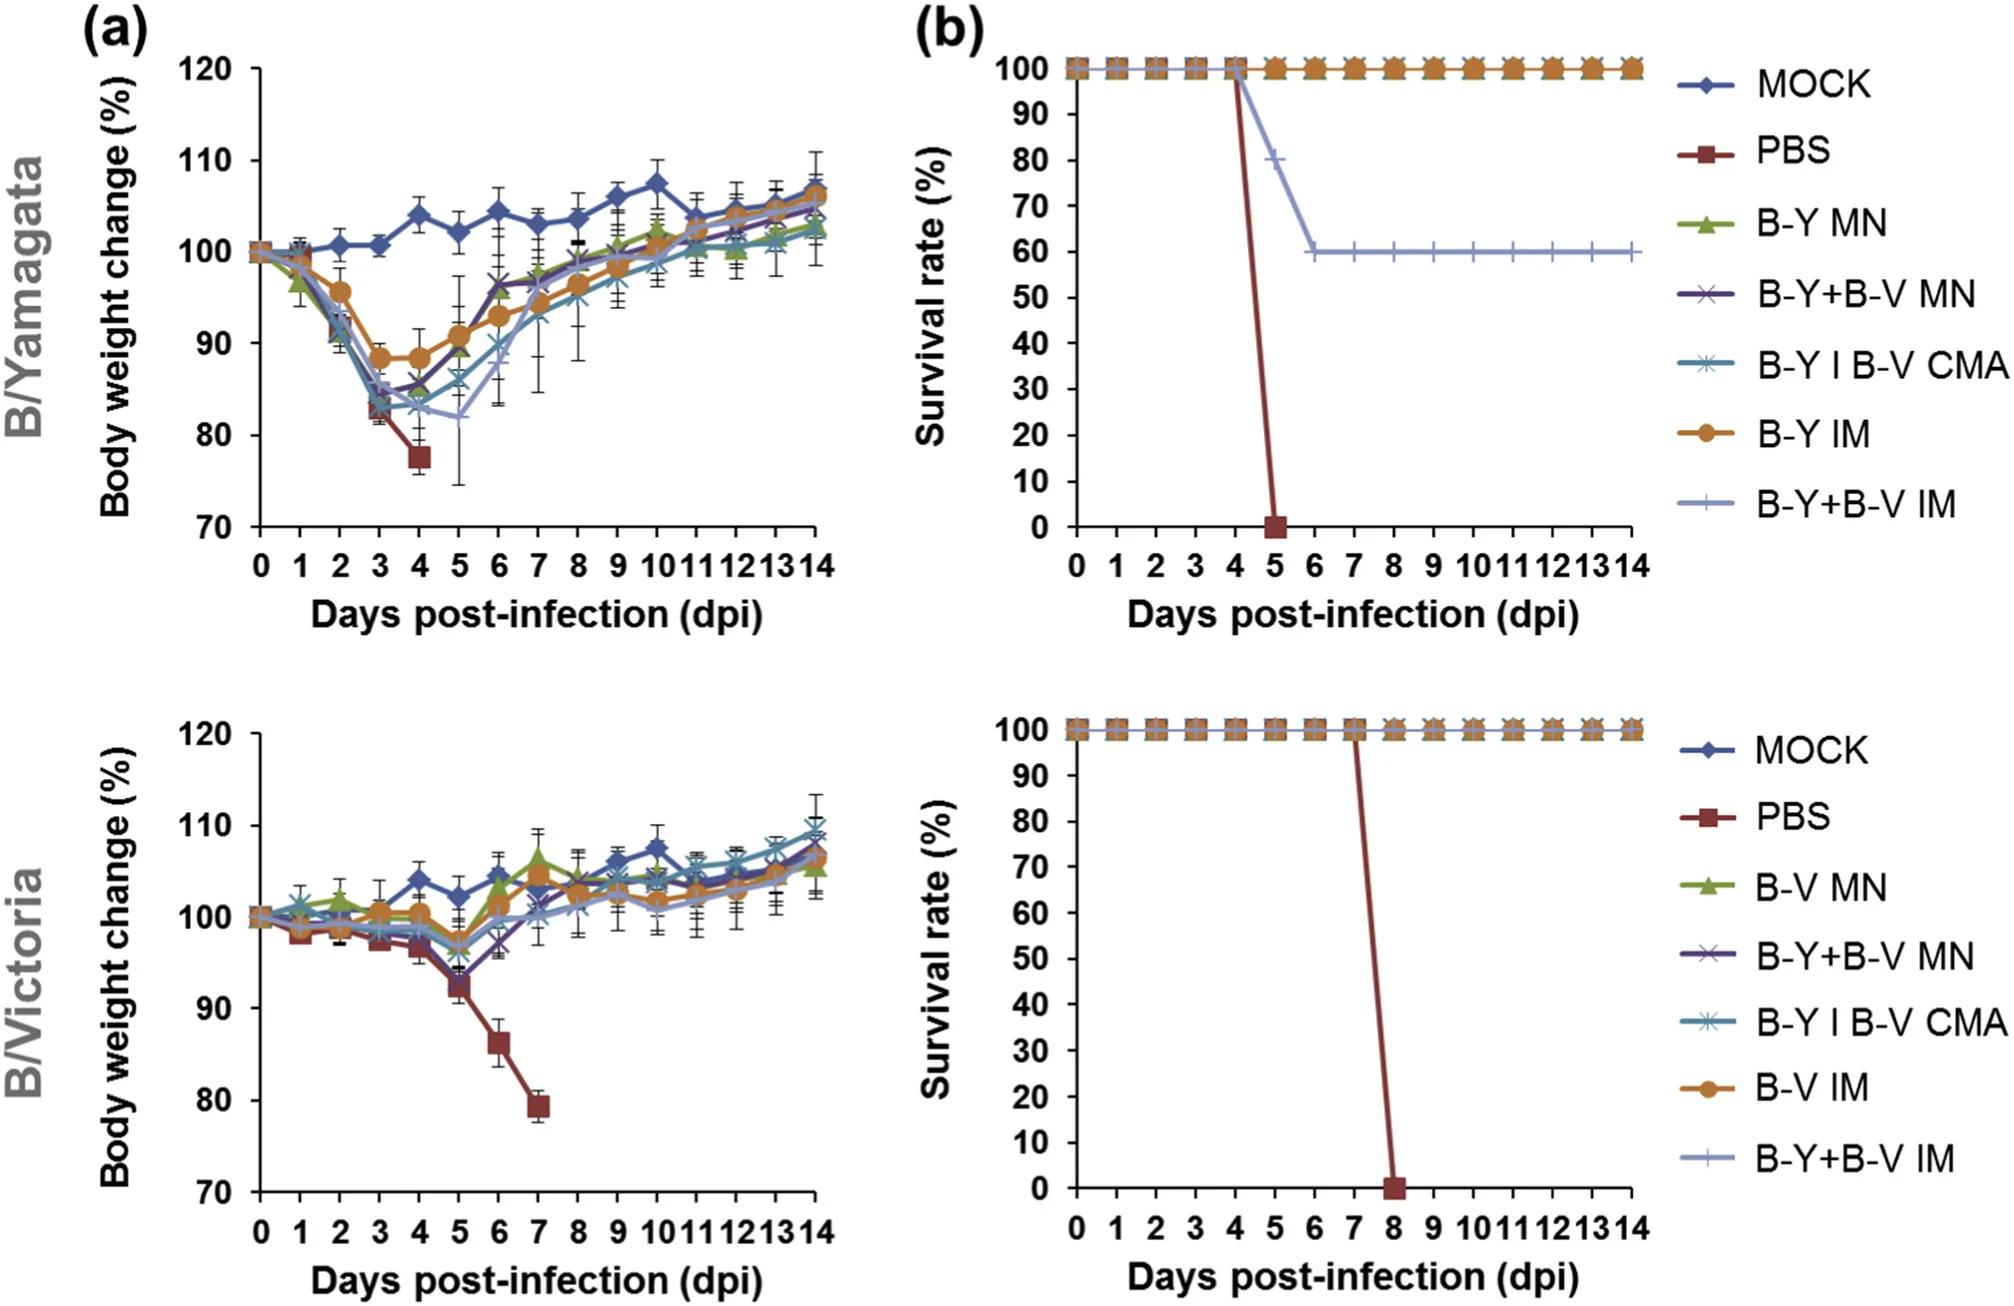 (a)
(b)
B/Yamagata
Body weight change (%)
120
110
100
90
80
70
0 1 2 3 4 5 6 7 8 9 10 11 12 13 14
Days post-infection (dpi)
Survival rate (%)
100
90
80
70
60
50
40
30
20
10
0
0 1 2 3 4 5 6 7 8 9 10 11 12 13 14
Days post-infection (dpi)
MOCK
PBS
B-Y MN
B-Y+B-V MN
B-Y I B-V CMA
B-Y IM
B-Y+B-V IM
B/Victoria
Body weight change (%)
120
110
100
90
80
70
0 1 2 3 4 5 6 7 8 9 10 11 12 13 14
Days post-infection (dpi)
Survival rate (%)
100
90
80
70
60
50
40
30
20
10
0
0 1 2 3 4 5 6 7 8 9 10 11 12 13 14
Days post-infection (dpi)
MOCK
PBS
B-V MN
B-Y+B-V MN
B-Y I B-V CMA
B-V IM
B-Y+B-V IM